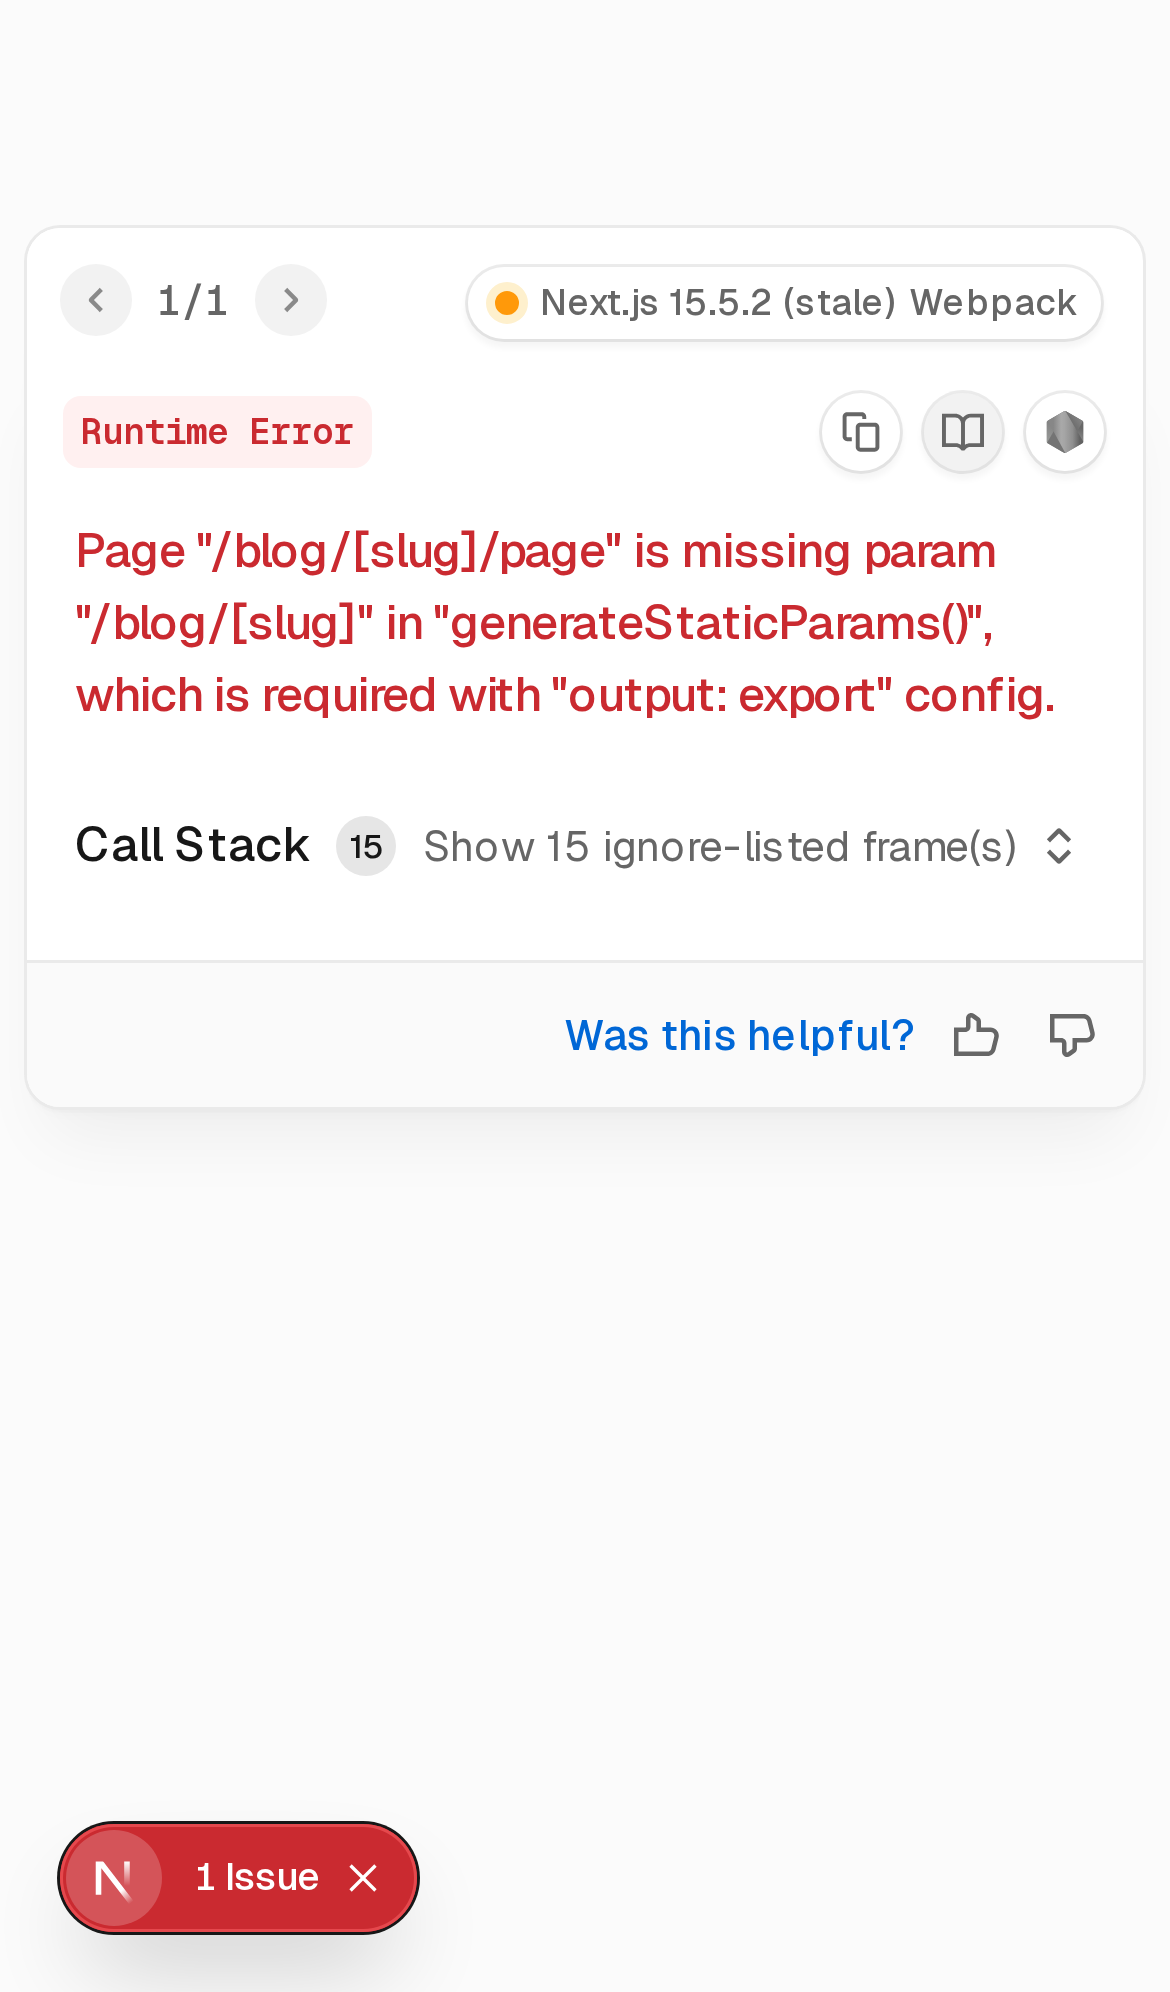 1/1
Next.js 15.5.2 (stale) Webpack
Runtime Error
Page "/blog/[slug]/page" is missing param
"/blog/[slug]" in "generateStaticParams()",
which is required with "output: export" config.
Call Stack 15 Show 15 ignore-listed frame(s)
Was this helpful?
N 1 Issue